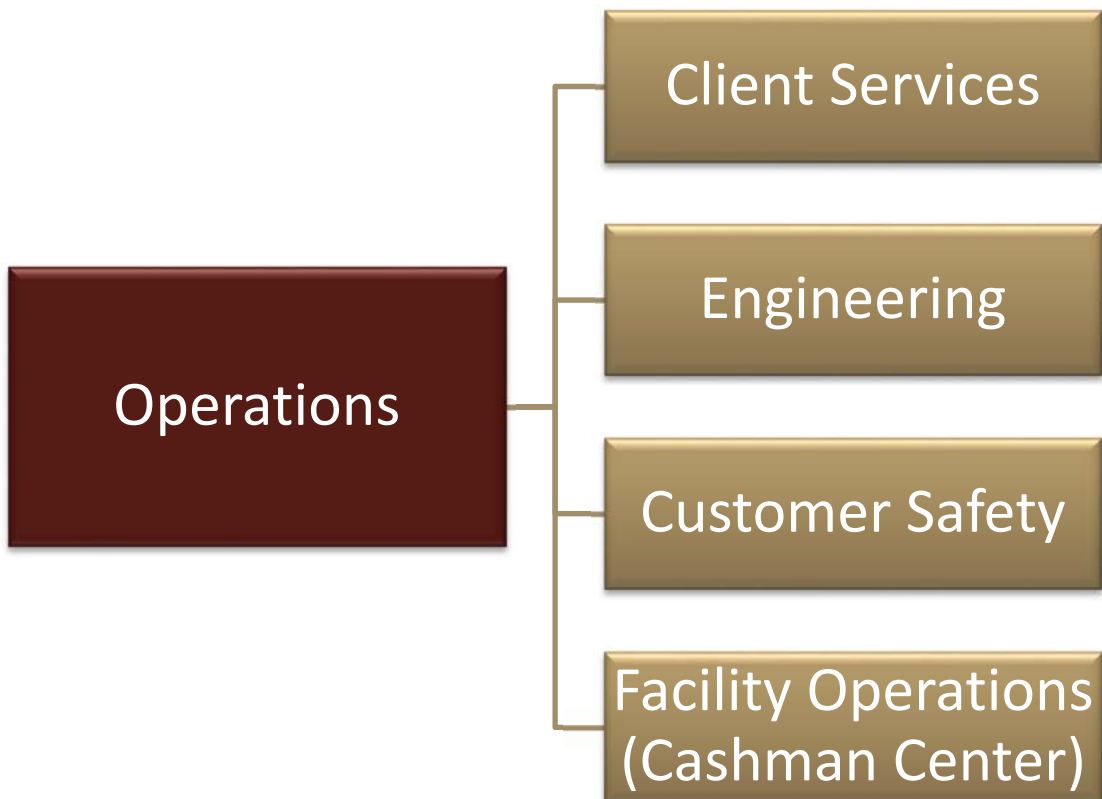 Operations
Client Services
Engineering
Customer Safety
Facility Operations
(Cashman Center)